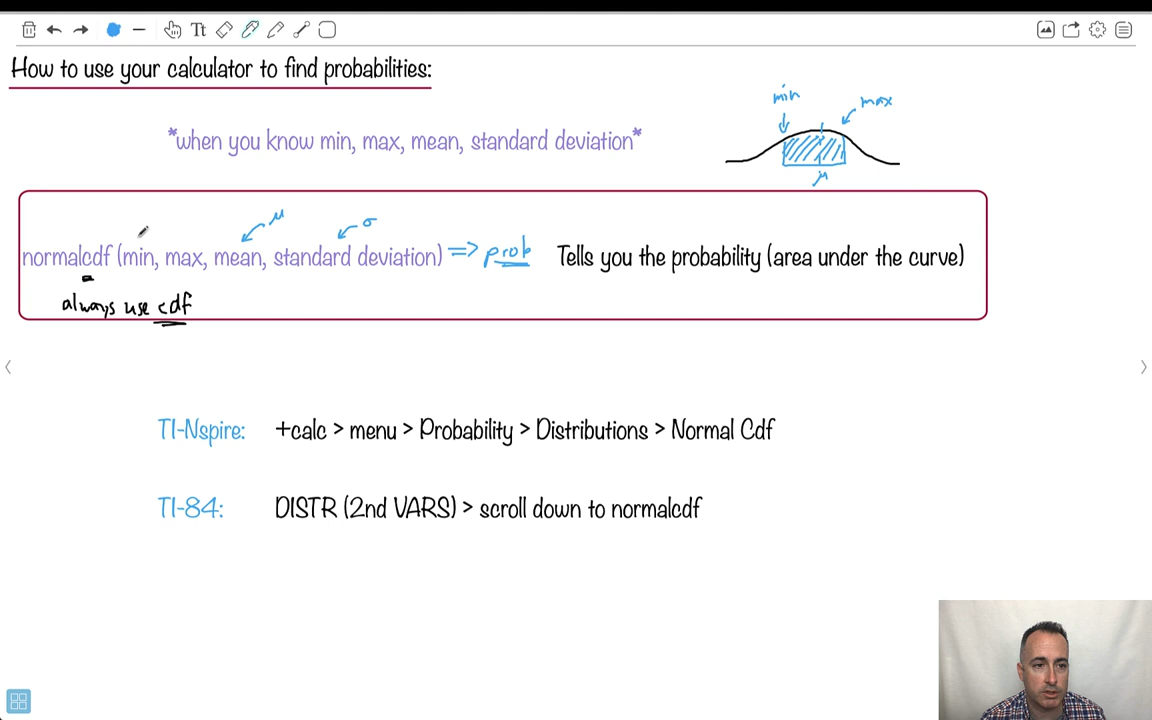 Tt
How to use your calculator to find probabilities:
min
max
*when you know min, max, mean, standard deviation*
μ
μ
σ
normalcdf (min, max, mean, standard deviation) => prob Tells you the probability (area under the curve)
always use cdf
TI-Nspire: +calc > menu > Probability > Distributions > Normal Cdf
TI-84: DISTR (2nd VARS) > scroll down to normalcdf